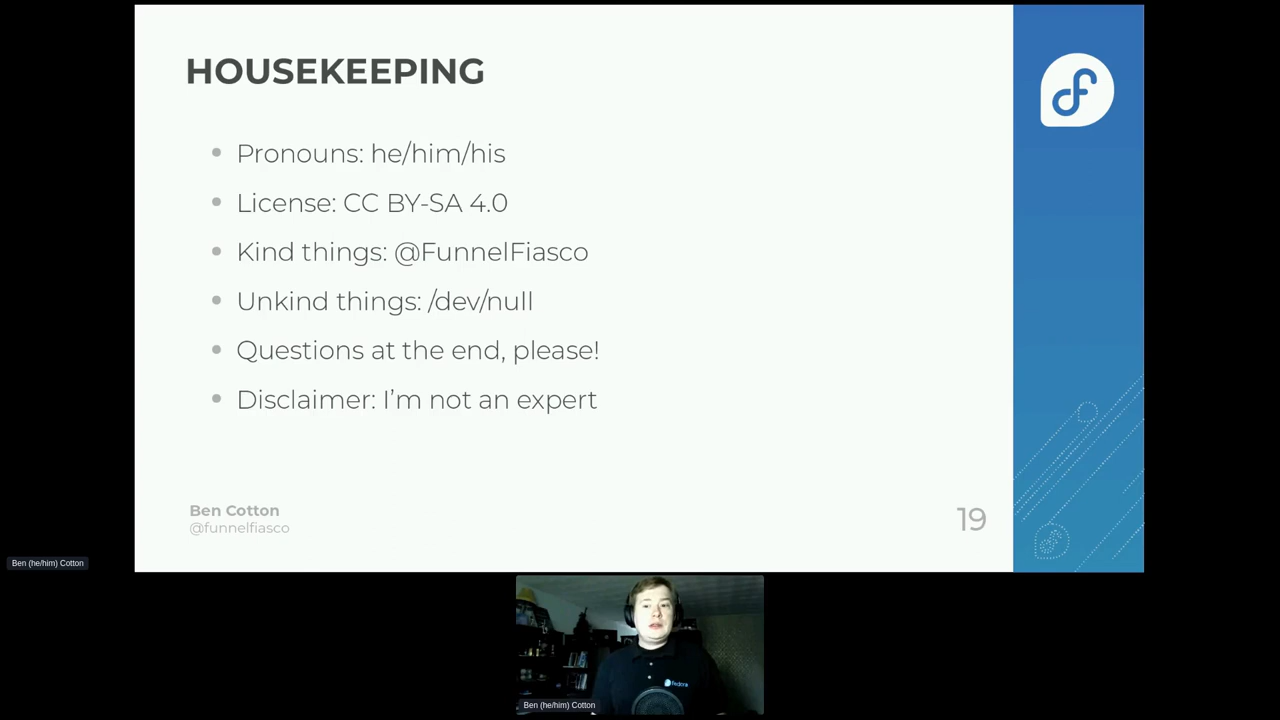 HOUSEKEEPING
Pronouns: he/him/his
License: CC BY-SA 4.0
Kind things: @FunnelFiasco
Unkind things: /dev/null
Questions at the end, please!
Disclaimer: I’m not an expert
Ben Cotton
@funnelfiasco
19
Ben (he/him) Cotton
fedora
Ben (he/him) Cotton